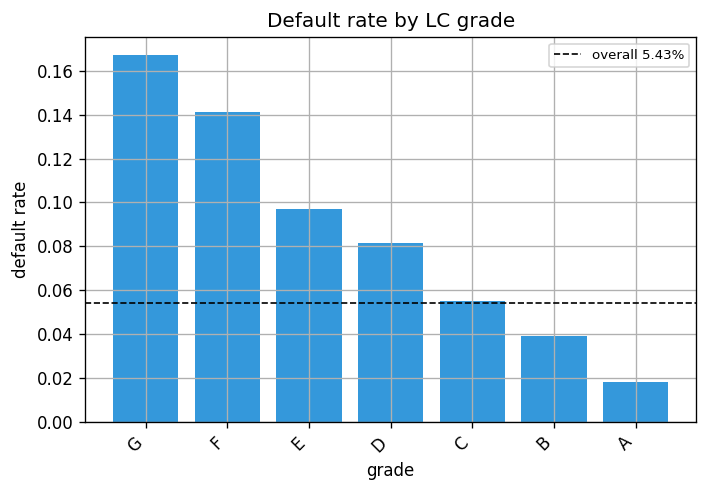 Default rate by LC grade
overall 5.43%
default rate
0.16
0.14
0.12
0.10
0.08
0.06
0.04
0.02
0.00
G F E D C B A
grade